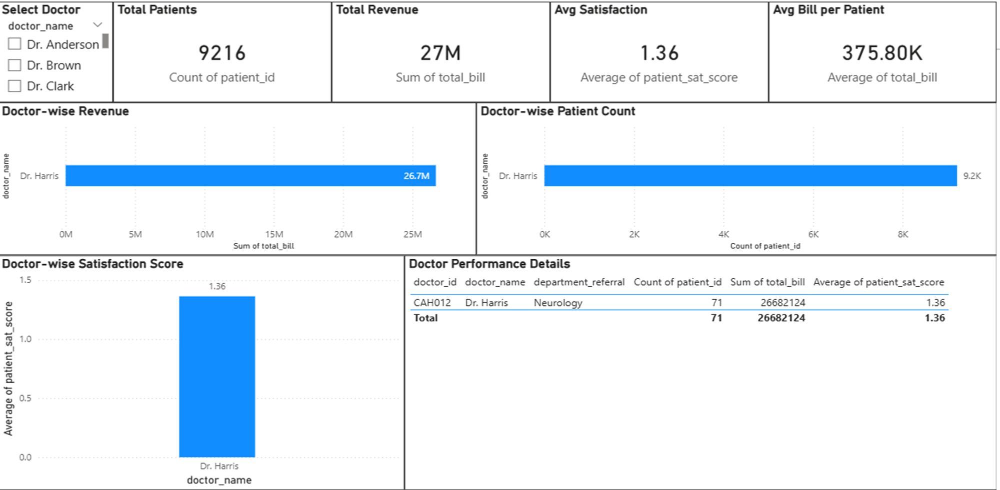 Select Doctor
doctor_name
Dr. Anderson
Dr. Brown
Dr. Clark
Total Patients
9216
Count of patient_id
Total Revenue
27M
Sum of total_bill
Avg Satisfaction
1.36
Average of patient_sat_score
Avg Bill per Patient
375.80K
Average of total_bill
Doctor-wise Revenue
doctor_name
Dr. Harris
26.7M
0M 5M 10M 15M 20M 25M
Sum of total_bill
Doctor-wise Patient Count
doctor_name
Dr. Harris
9.2K
0K 2K 4K 6K 8K
Count of patient_id
Doctor-wise Satisfaction Score
Average of patient_sat_score
1.5
1.36
1.0
0.5
0.0
Dr. Harris
doctor_name
Doctor Performance Details
doctor_id doctor_name department_referral Count of patient_id Sum of total_bill Average of patient_sat_score
CAH012 Dr. Harris Neurology 71 26682124 1.36
Total 71 26682124 1.36